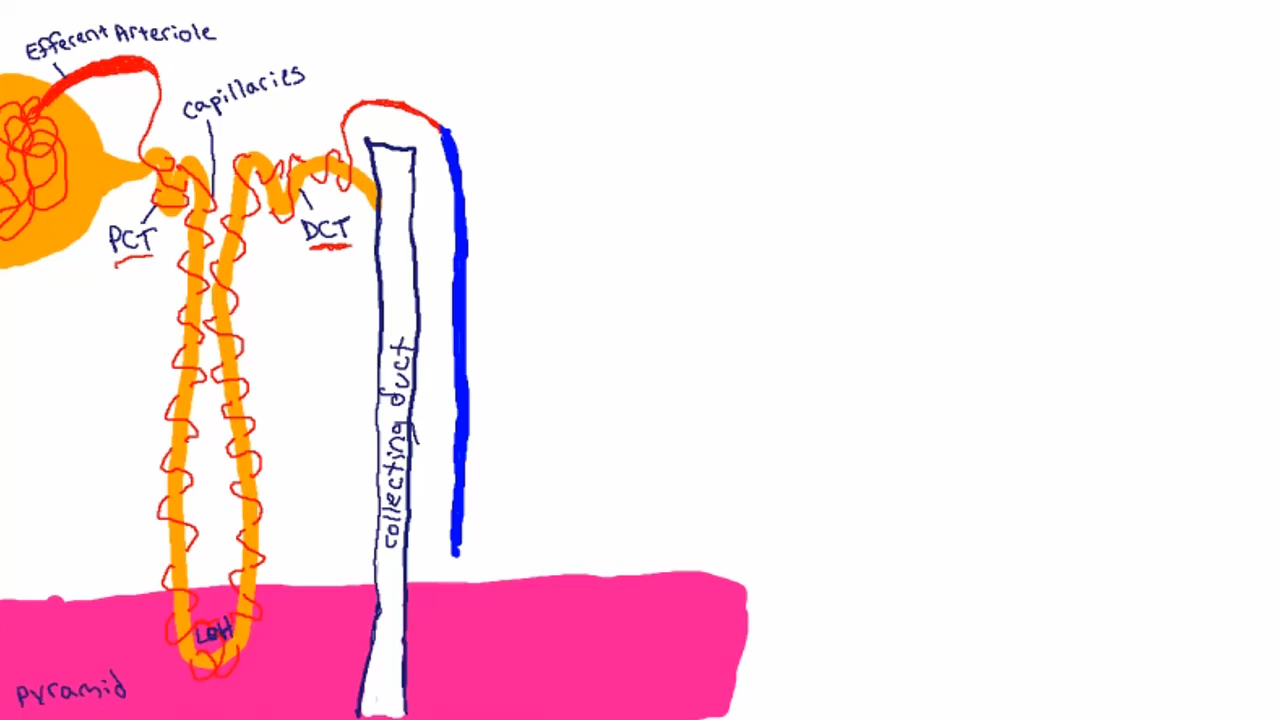 Efferent Arteriole
capillaries
PCT
DCT
collecting duct
LOH
pyramid